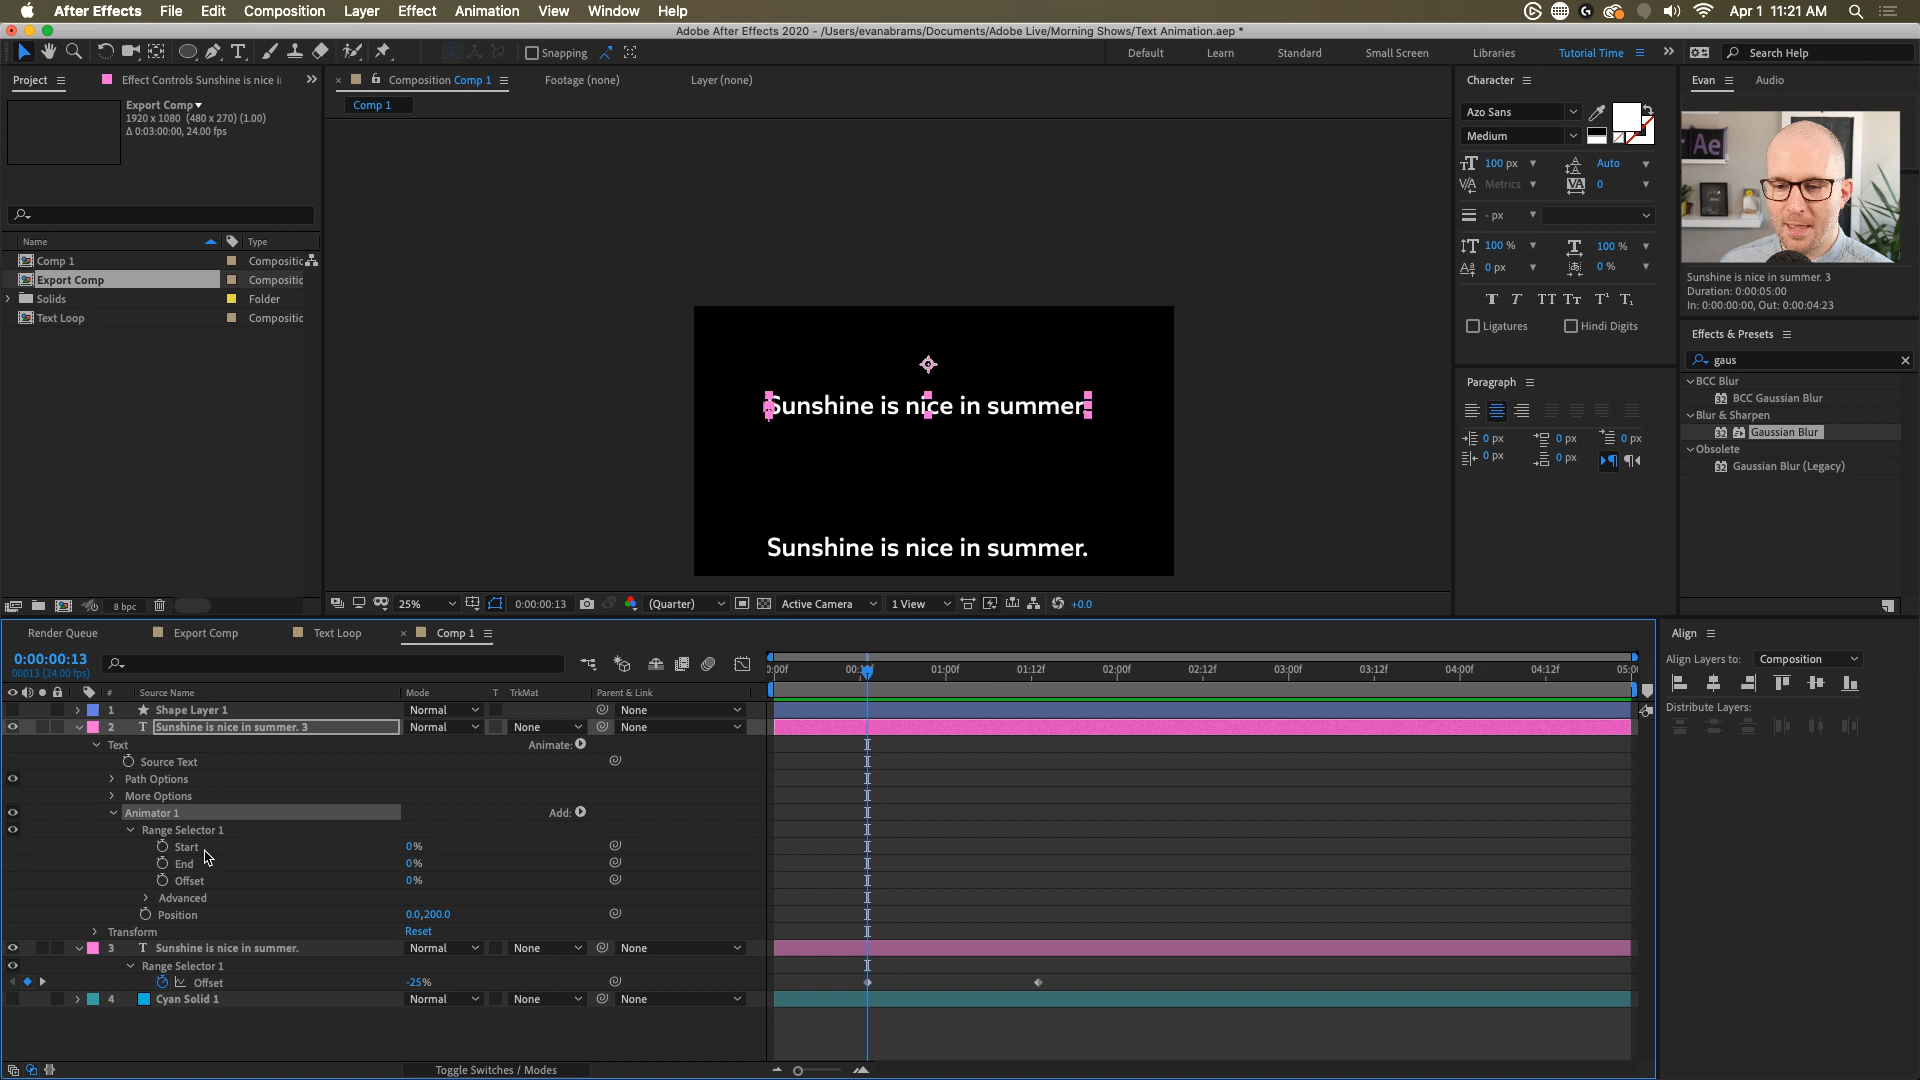 After Effects File Edit Composition Layer Effect Animation View Window Help
Apr 1 11:21 AM
Adobe After Effects 2020 - /Users/evanabrams/Documents/Adobe Live/Morning Shows/Text Animation.aep *
Snapping
Default Learn Standard Small Screen Libraries Tutorial Time
Search Help
Project
Effect Controls Sunshine is nice i
Composition Comp 1
Footage (none)
Layer (none)
Comp 1
Export Comp
1920 x 1080 (480 x 270) (1.00)
Δ 0:03:00:00, 24.00 fps
Name Type
Comp 1 Compositic
Export Comp Compositic
Solids Folder
Text Loop Compositic
8 bpc
Sunshine is nice in summer.
Sunshine is nice in summer.
25% 0:00:00:13 (Quarter) Active Camera 1 View +0.0
Character
Azo Sans
Medium
100 px Auto
Metrics 0
- px
100 % 100 %
0 px 0 %
Ligatures Hindi Digits
Paragraph
0 px 0 px 0 px
0 px 0 px
Evan Audio
Ae
Sunshine is nice in summer. 3
Duration: 0:00:05:00
In: 0:00:00:00, Out: 0:00:04:23
Effects & Presets
gaus
BCC Blur
BCC Gaussian Blur
Blur & Sharpen
Gaussian Blur
Obsolete
Gaussian Blur (Legacy)
Render Queue Export Comp Text Loop Comp 1
0:00:00:13
00013 (24.00 fps)
01:00f 01:12f 02:00f 02:12f 03:00f 03:12f 04:00f 04:12f
# Source Name Mode T TrkMat Parent & Link
1 Shape Layer 1 Normal None
2 T Sunshine is nice in summer. 3 Normal None None
Text Animate:
Source Text
Path Options
More Options
Animator 1 Add:
Range Selector 1
Start 0%
End 0%
Offset 0%
Advanced
Position 0.0,200.0
Transform Reset
3 T Sunshine is nice in summer. Normal None None
Range Selector 1
Offset -25%
4 Cyan Solid 1 Normal None None
Toggle Switches / Modes
Align
Align Layers to: Composition
Distribute Layers: